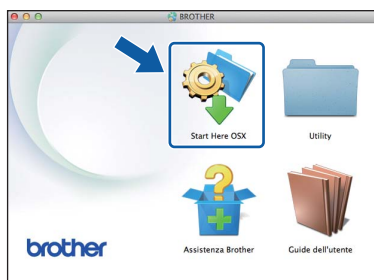 BROTHER
Start Here OSX
Utility
Assistenza Brother
Guide dell'utente
brother